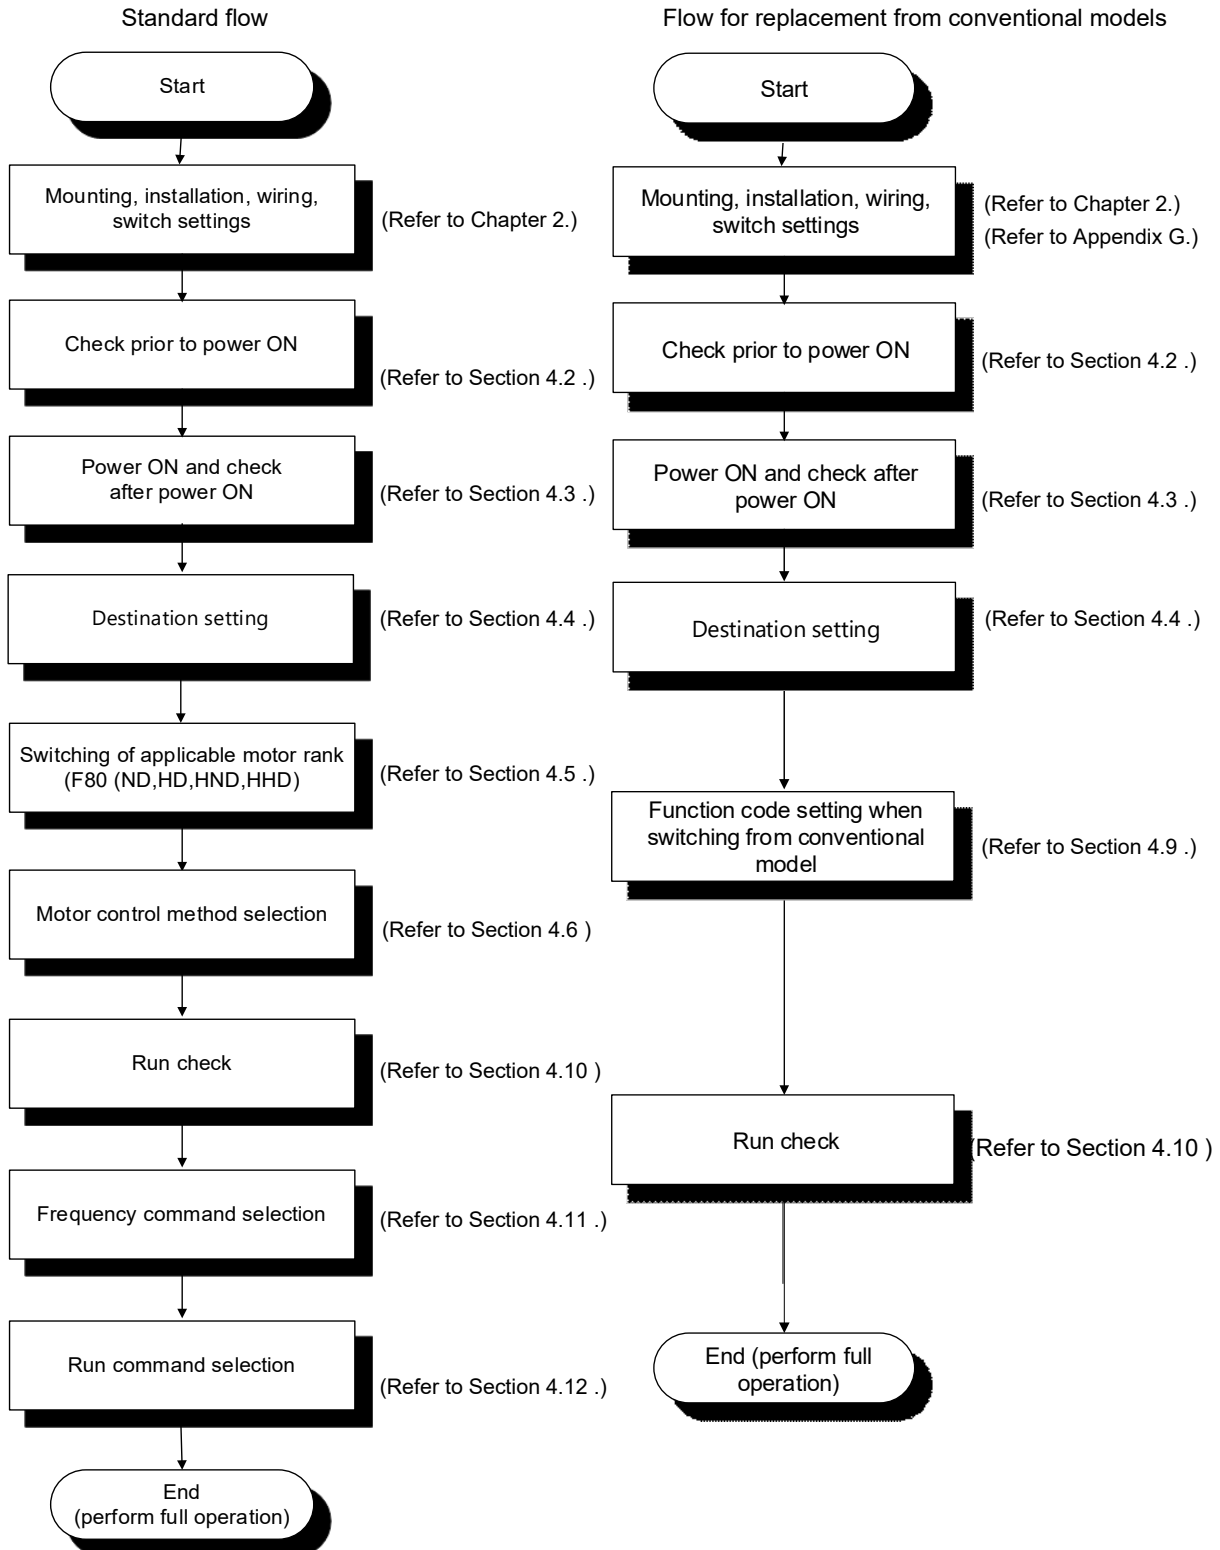 Standard flow
Start
Mounting, installation, wiring,
switch settings
(Refer to Chapter 2.)
Check prior to power ON
(Refer to Section 4.2 .)
Power ON and check
after power ON
(Refer to Section 4.3 .)
Destination setting
(Refer to Section 4.4 .)
Switching of applicable motor rank
(F80 (ND,HD,HND,HHD)
(Refer to Section 4.5 .)
Motor control method selection
(Refer to Section 4.6 )
Run check
(Refer to Section 4.10 )
Frequency command selection
(Refer to Section 4.11 .)
Run command selection
(Refer to Section 4.12 .)
End
(perform full operation)
Flow for replacement from conventional models
Start
Mounting, installation, wiring,
switch settings
(Refer to Chapter 2.)
(Refer to Appendix G.)
Check prior to power ON
(Refer to Section 4.2 .)
Power ON and check after
power ON
(Refer to Section 4.3 .)
Destination setting
(Refer to Section 4.4 .)
Function code setting when
switching from conventional
model
(Refer to Section 4.9 .)
Run check
(Refer to Section 4.10 )
End (perform full
operation)